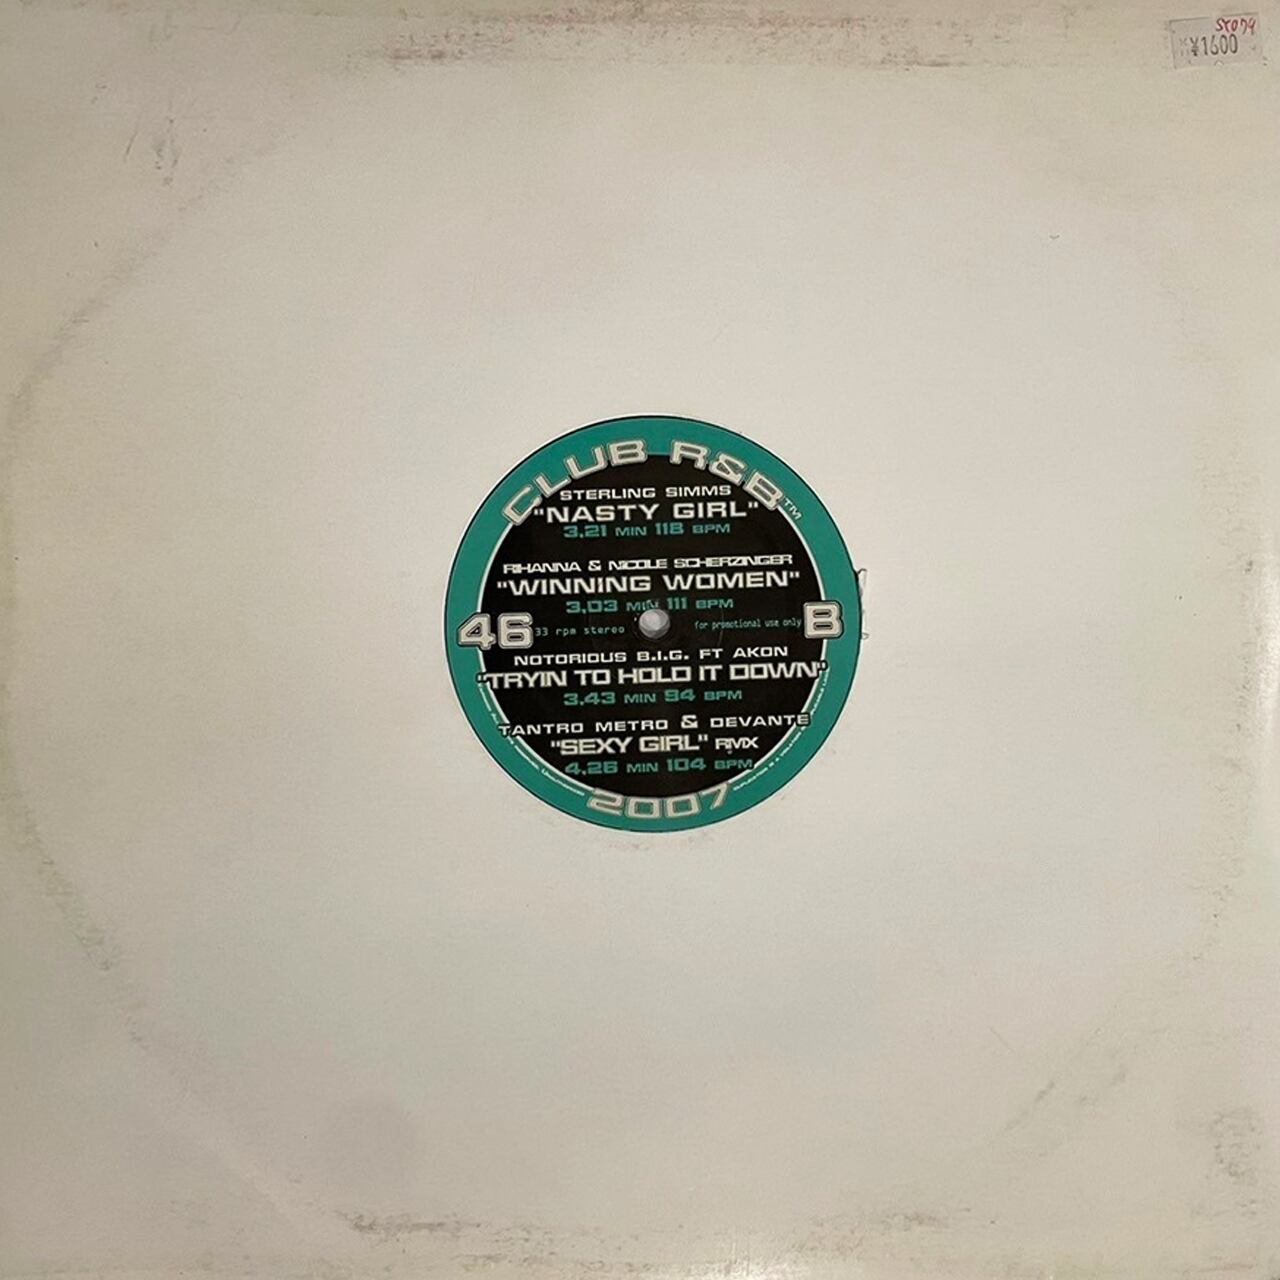 ST079
¥1600
CLUB R&B™
STERLING SIMMS
"NASTY GIRL"
3,21 MIN 118 BPM
RIHANNA & NICOLE SCHERZINGER
"WINNING WOMEN"
3,03 MIN 111 BPM
46 33 rpm stereo for promotional use only B
NOTORIOUS B.I.G. FT AKON
"TRYIN TO HOLD IT DOWN"
3,43 MIN 94 BPM
TANTRO METRO & DEVANTE
"SEXY GIRL" RMX
4,26 MIN 104 BPM
2007